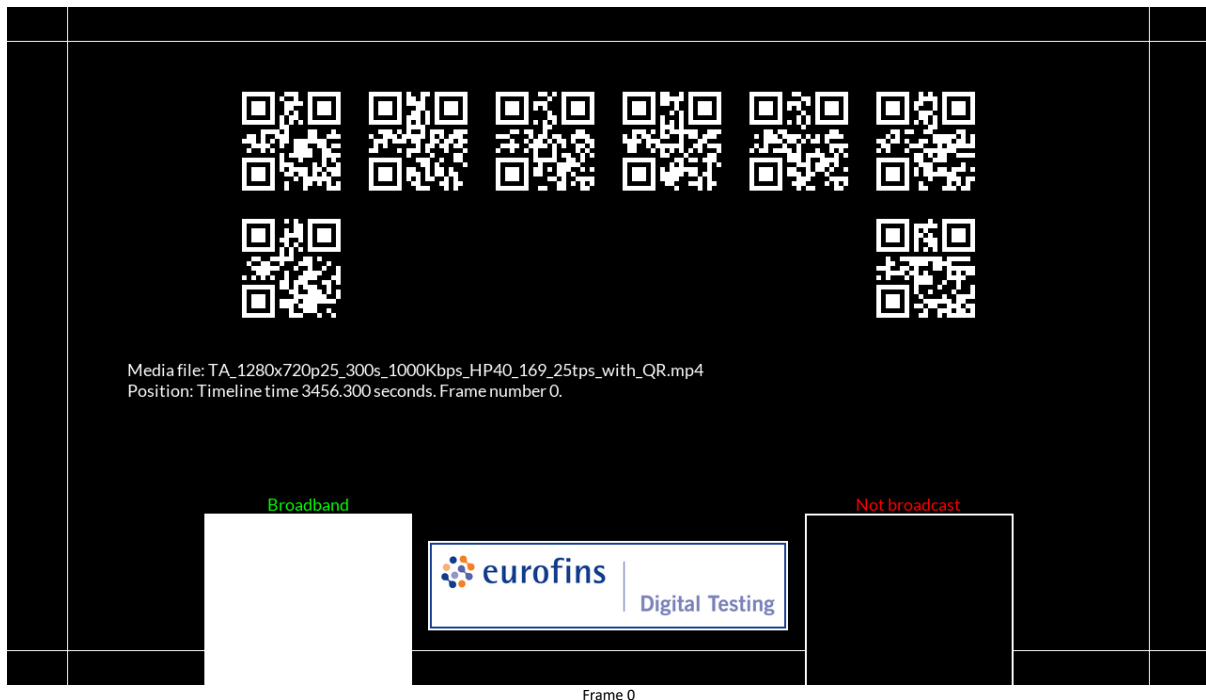 Media file: TA_1280x720p25_300s_1000Kbps_HP40_169_25tps_with_QR.mp4
Position: Timeline time 3456.300 seconds. Frame number 0.
Broadband
Not broadcast
eurofins
Digital Testing
Frame 0